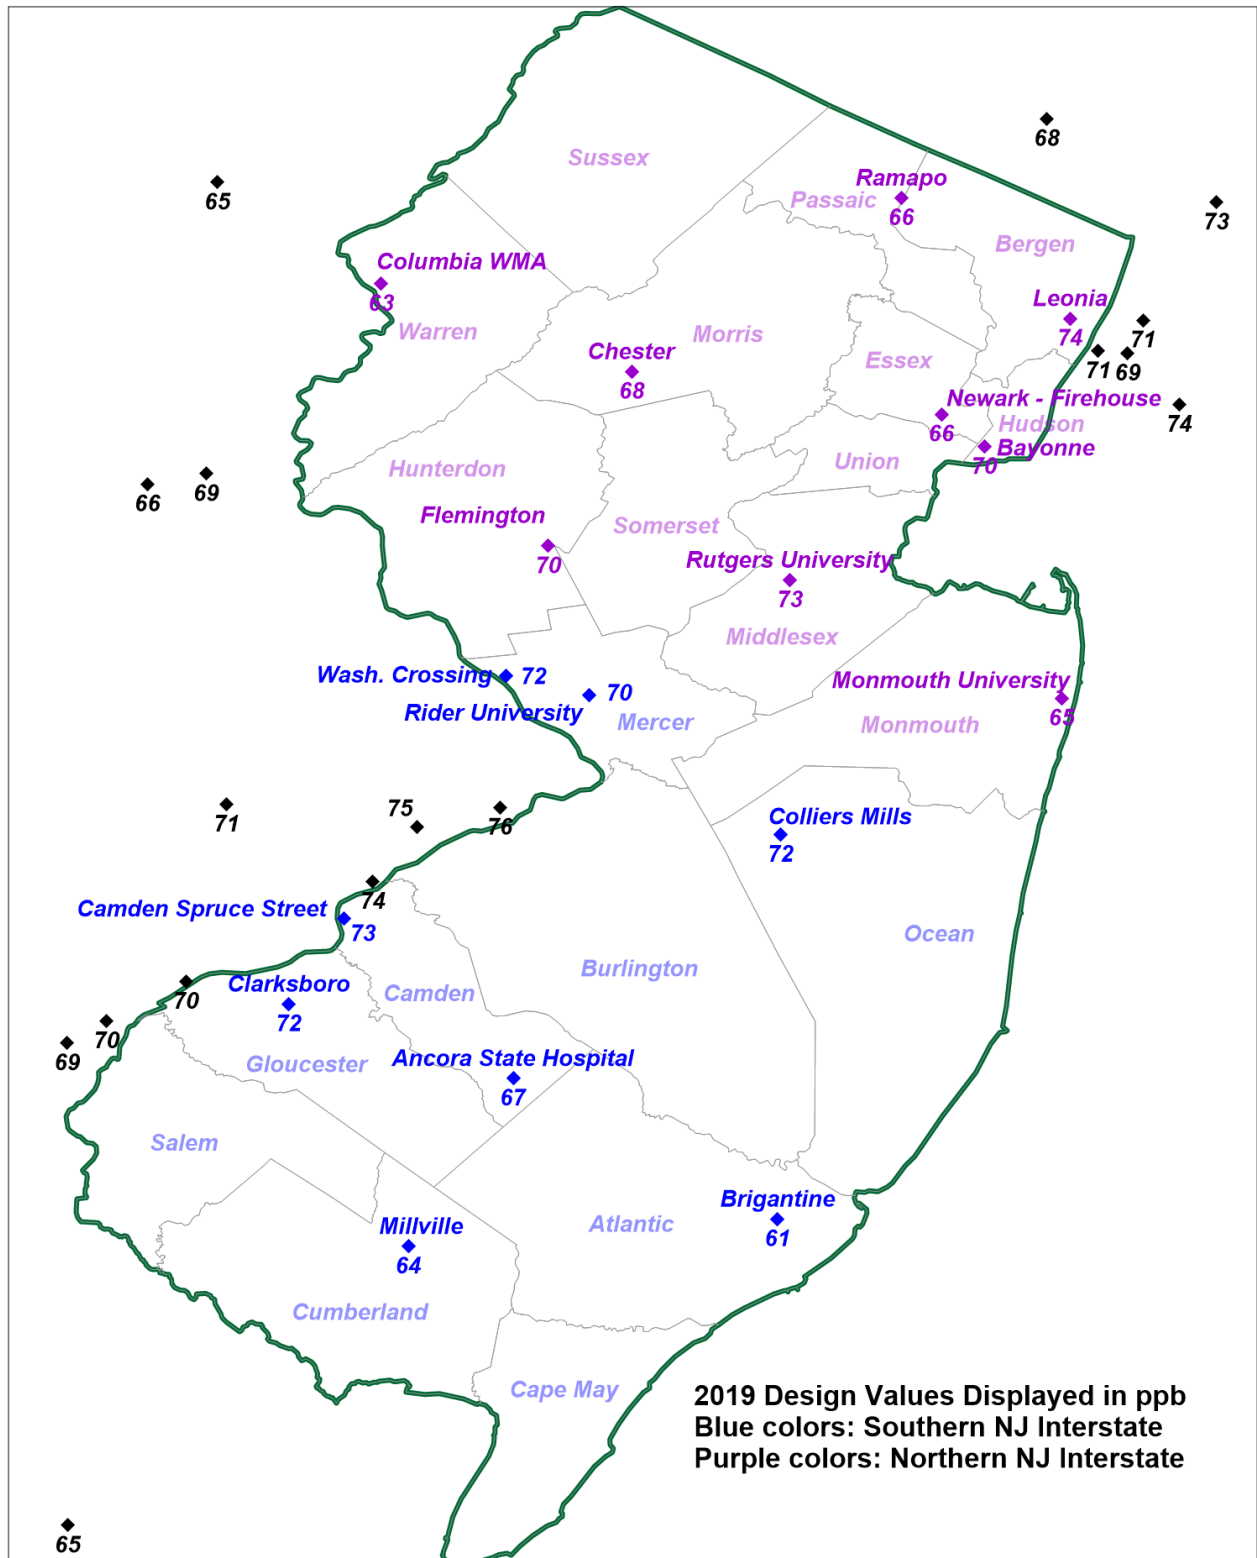 68
Sussex
Ramapo
65
Passaic
66
73
Bergen
Columbia WMA
63
Leonia
Warren
Morris
74
71
Chester
Essex
71
69
68
Newark - Firehouse
66
Hudson
74
Bayonne
70
Union
Hunterdon
69
66
Flemington
Somerset
70
Rutgers University
73
Middlesex
Wash. Crossing
72
Monmouth University
70
Rider University
Mercer
65
Monmouth
75
71
76
Colliers Mills
72
74
Camden Spruce Street
73
Ocean
Burlington
Clarksboro
Camden
70
72
70
69
Gloucester
Ancora State Hospital
67
Salem
Brigantine
Atlantic
Millville
61
64
Cumberland
Cape May
2019 Design Values Displayed in ppb
Blue colors: Southern NJ Interstate
Purple colors: Northern NJ Interstate
65